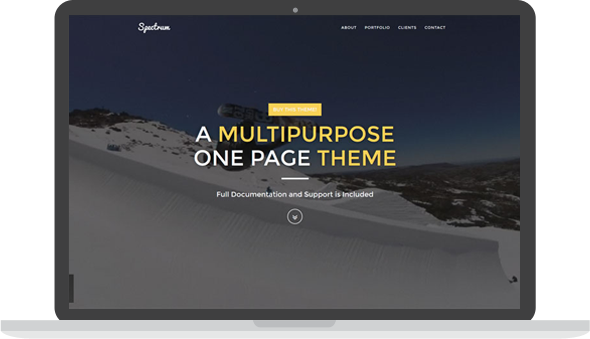 Spectrum
ABOUT PORTFOLIO CLIENTS CONTACT
BUY THIS THEME!
A MULTIPURPOSE
ONE PAGE THEME
Full Documentation and Support is Included